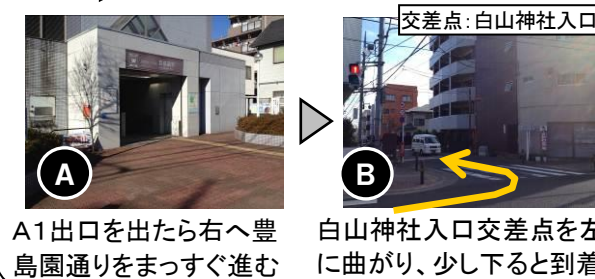 交差点：白山神社入口
A
B
A１出口を出たら右へ豊
島園通りをまっすぐ進む
白山神社入口交差点を左
に曲がり、少し下ると到着